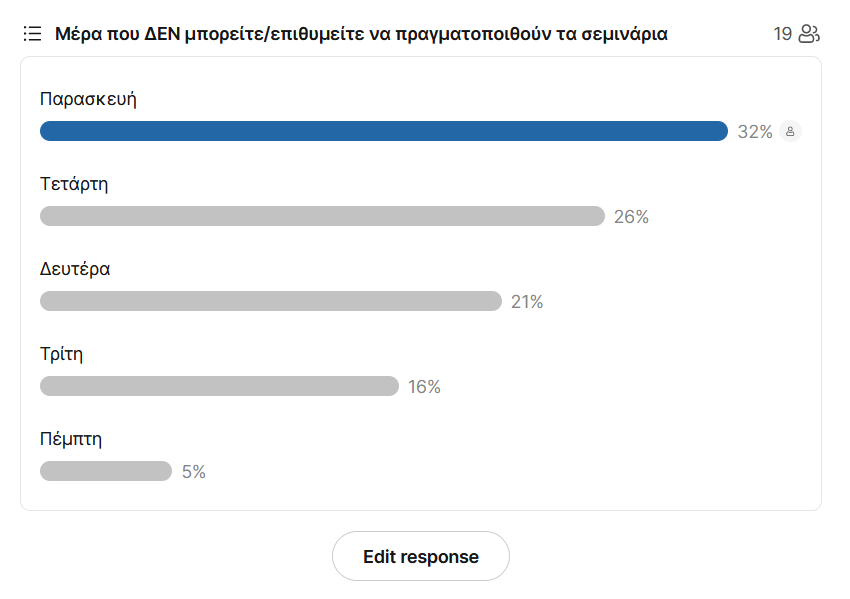 Μέρα που ΔΕΝ μπορείτε/επιθυμείτε να πραγματοποιθούν τα σεμινάρια 19
Παρασκευή
32%
Τετάρτη
26%
Δευτέρα
21%
Τρίτη
16%
Πέμπτη
5%
Edit response